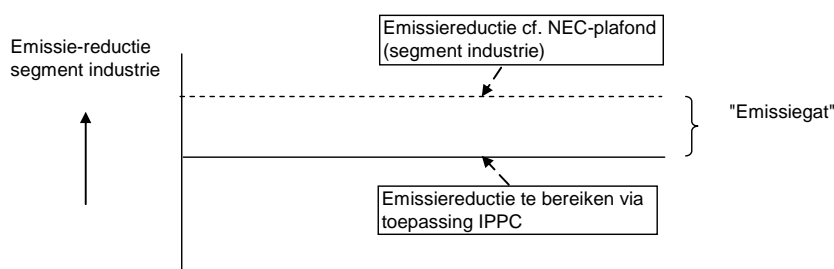 Emissie-reductie
segment industrie
Emissiereductie cf. NEC-plafond
(segment industrie)
"Emissiegat"
Emissiereductie te bereiken via
toepassing IPPC